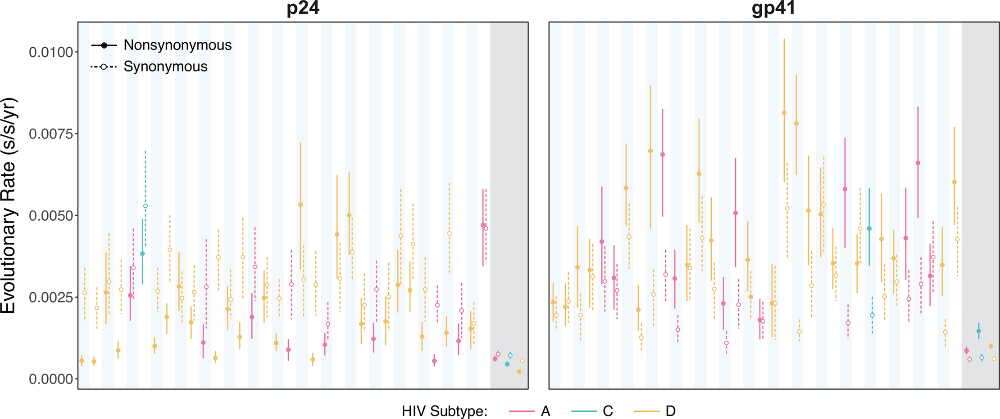 p24
gp41
Evolutionary Rate (s/s/yr)
0.0100
0.0075
0.0050
0.0025
0.0000
Nonsynonymous
Synonymous
HIV Subtype: A C D